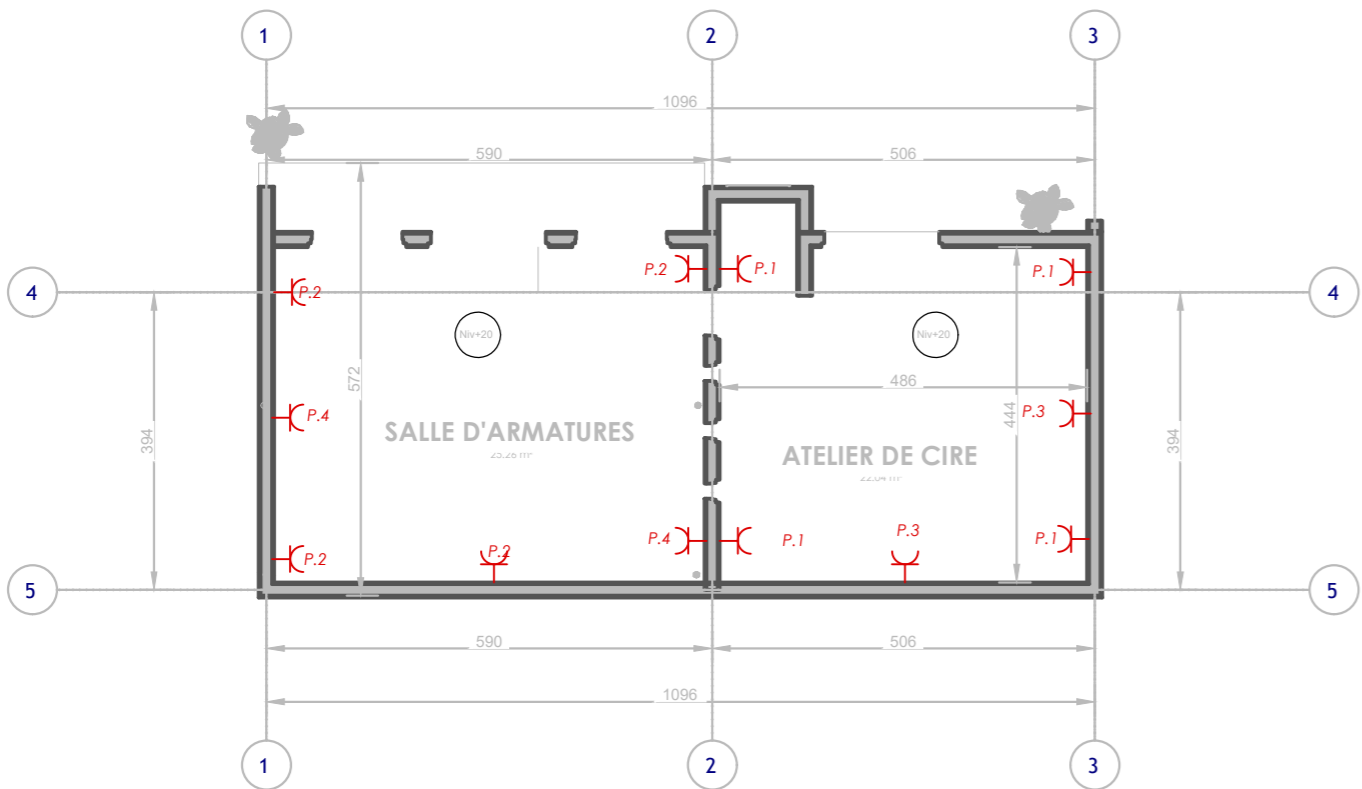 1 2 3
1096
590 506
P.2 P.1 P.1
4 P.2 4
Niv+20 Niv+20
572 486
444
P.4 P.3
394 394
SALLE D'ARMATURES
ATELIER DE CIRE
P.2 P.2 P.4 P.1 P.3 P.1
5 5
590 506
1096
1 2 3